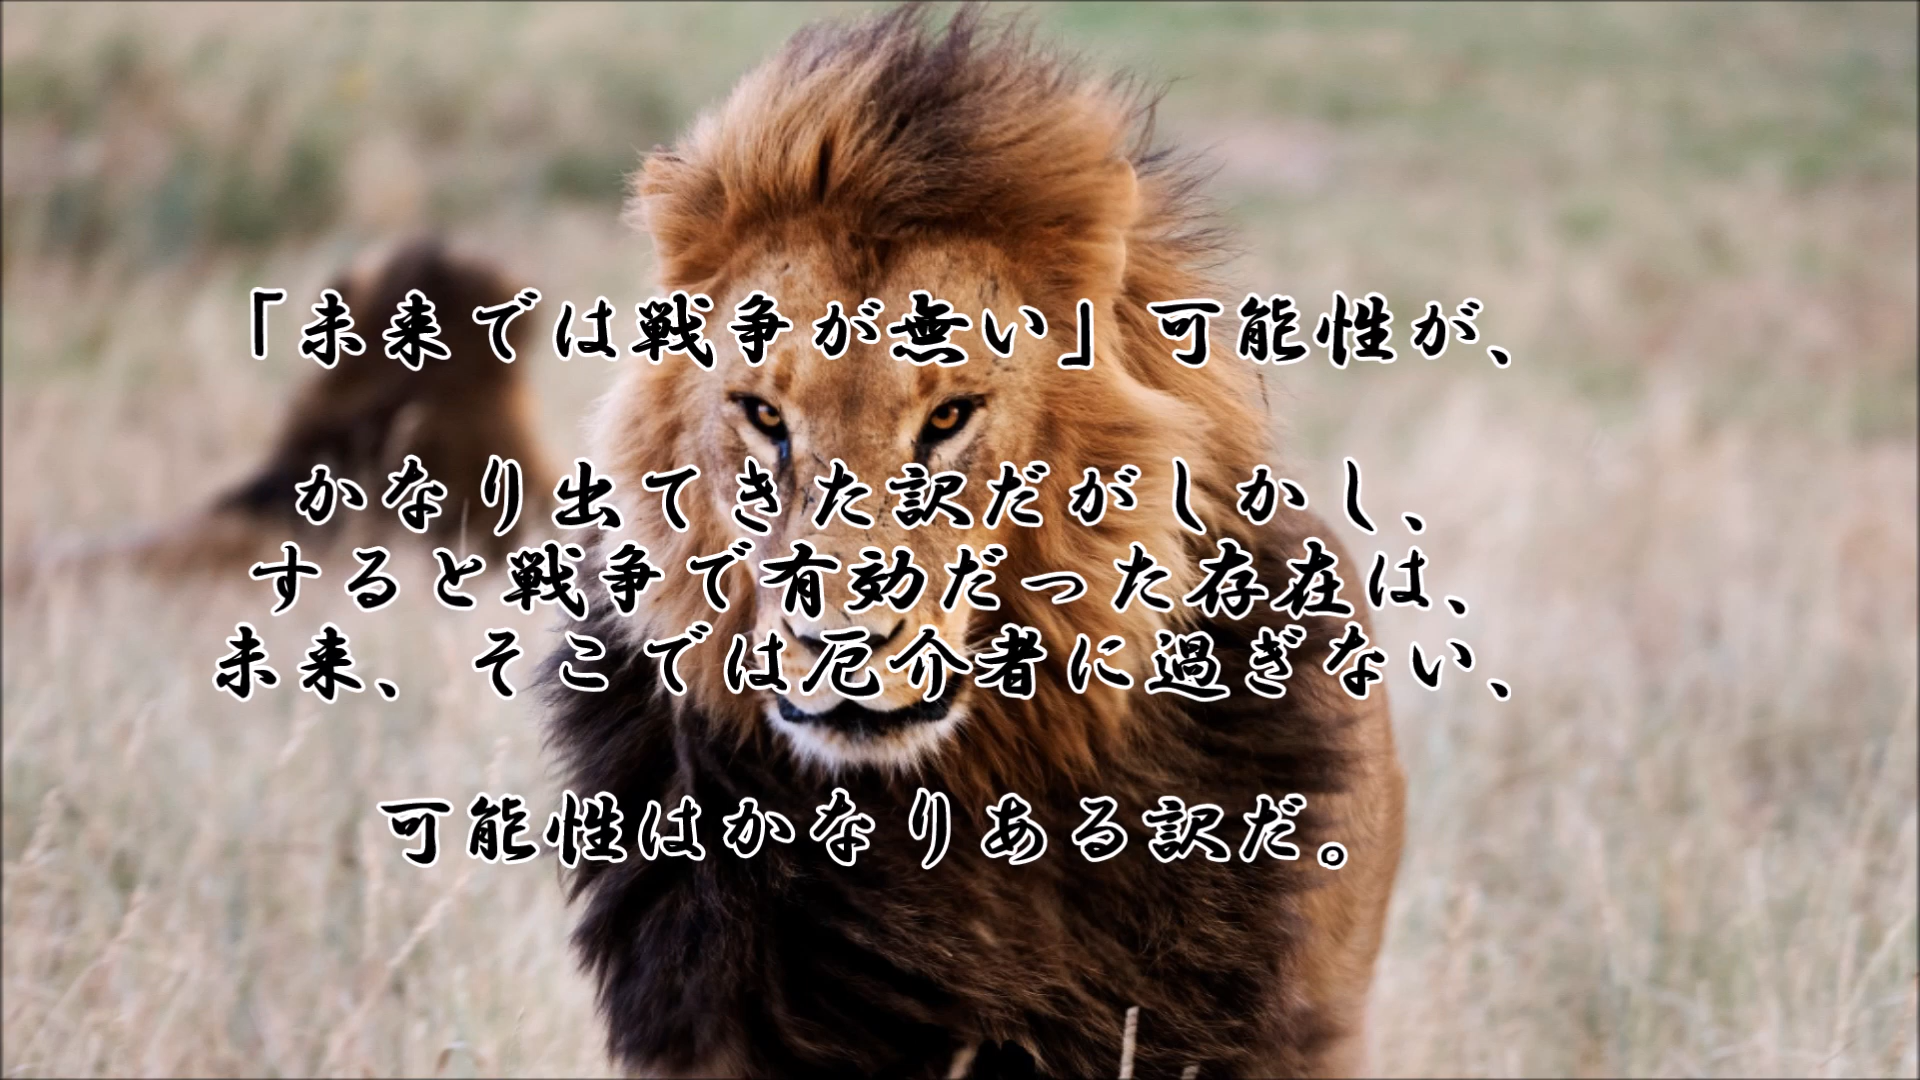 「未来では戦争が無い」可能性が、
かなり出てきた訳だがしかし、
すると戦争で有効だった存在は、
未来、そこでは厄介者に過ぎない、
可能性はかなりある訳だ。